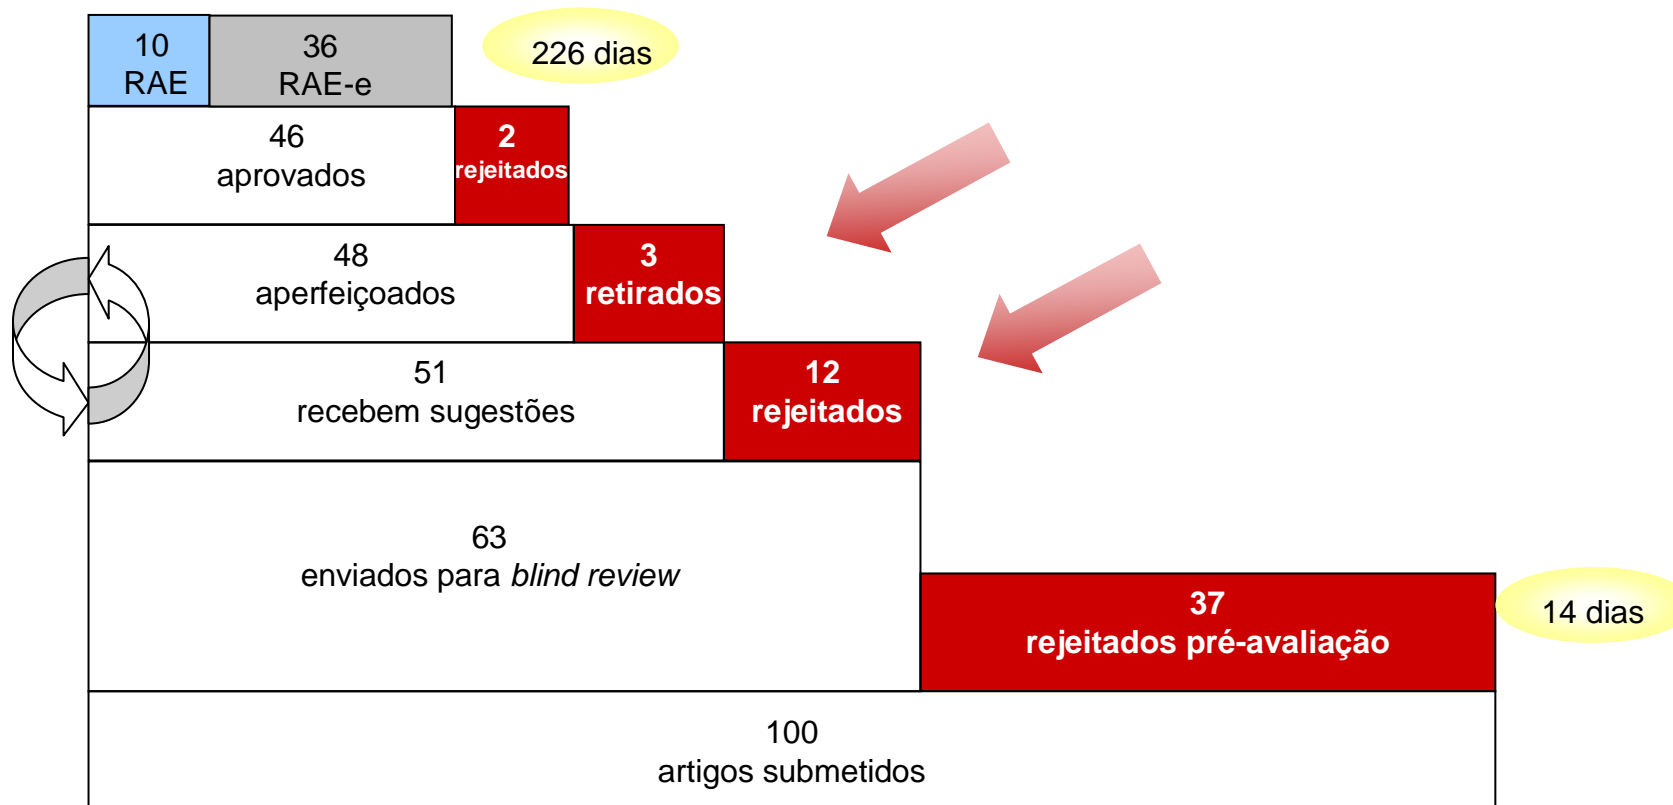 10
RAE
36
RAE-e
226 dias
46
aprovados
2
rejeitados
48
aperfeiçoados
3
retirados
51
recebem sugestões
12
rejeitados
63
enviados para blind review
37
rejeitados pré-avaliação
14 dias
100
artigos submetidos